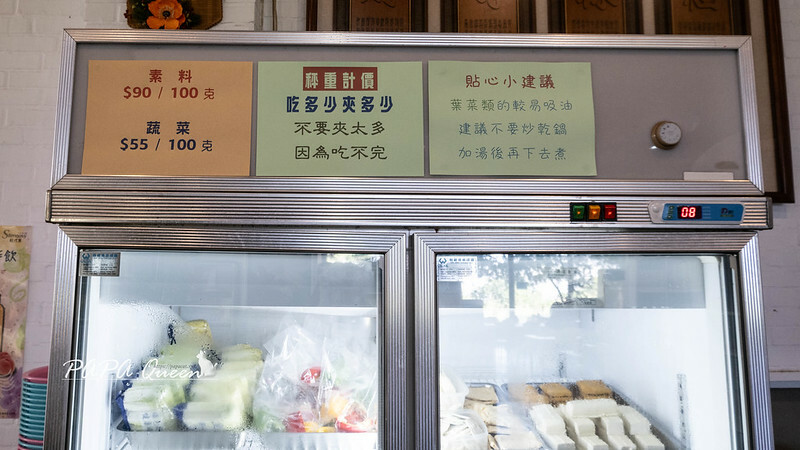 素料
$90 / 100 克
蔬菜
$55 / 100 克
秤重計價
吃多少夾多少
不要夾太多
因為吃不完
貼心小建議
葉菜類的較易吸油
建議不要炒乾鍋
加湯後再下去煮
08
飲
PAPA.Queen